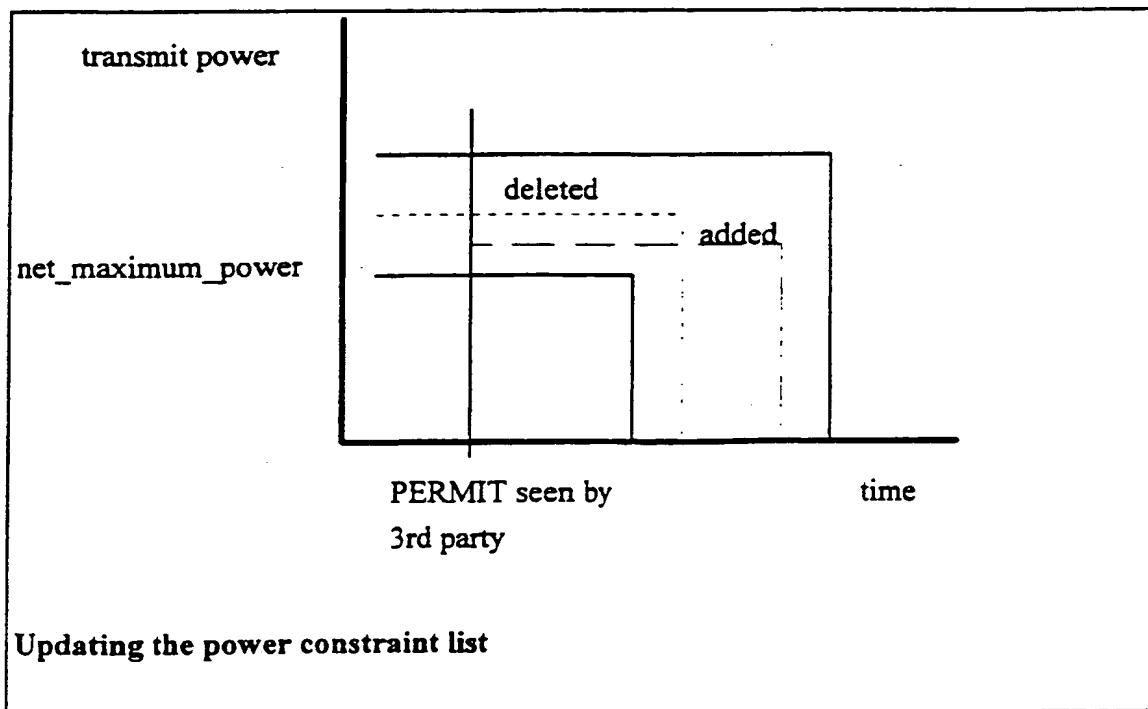 transmit power
deleted
added
net_maximum_power
PERMIT seen by
3rd party
time
Updating the power constraint list